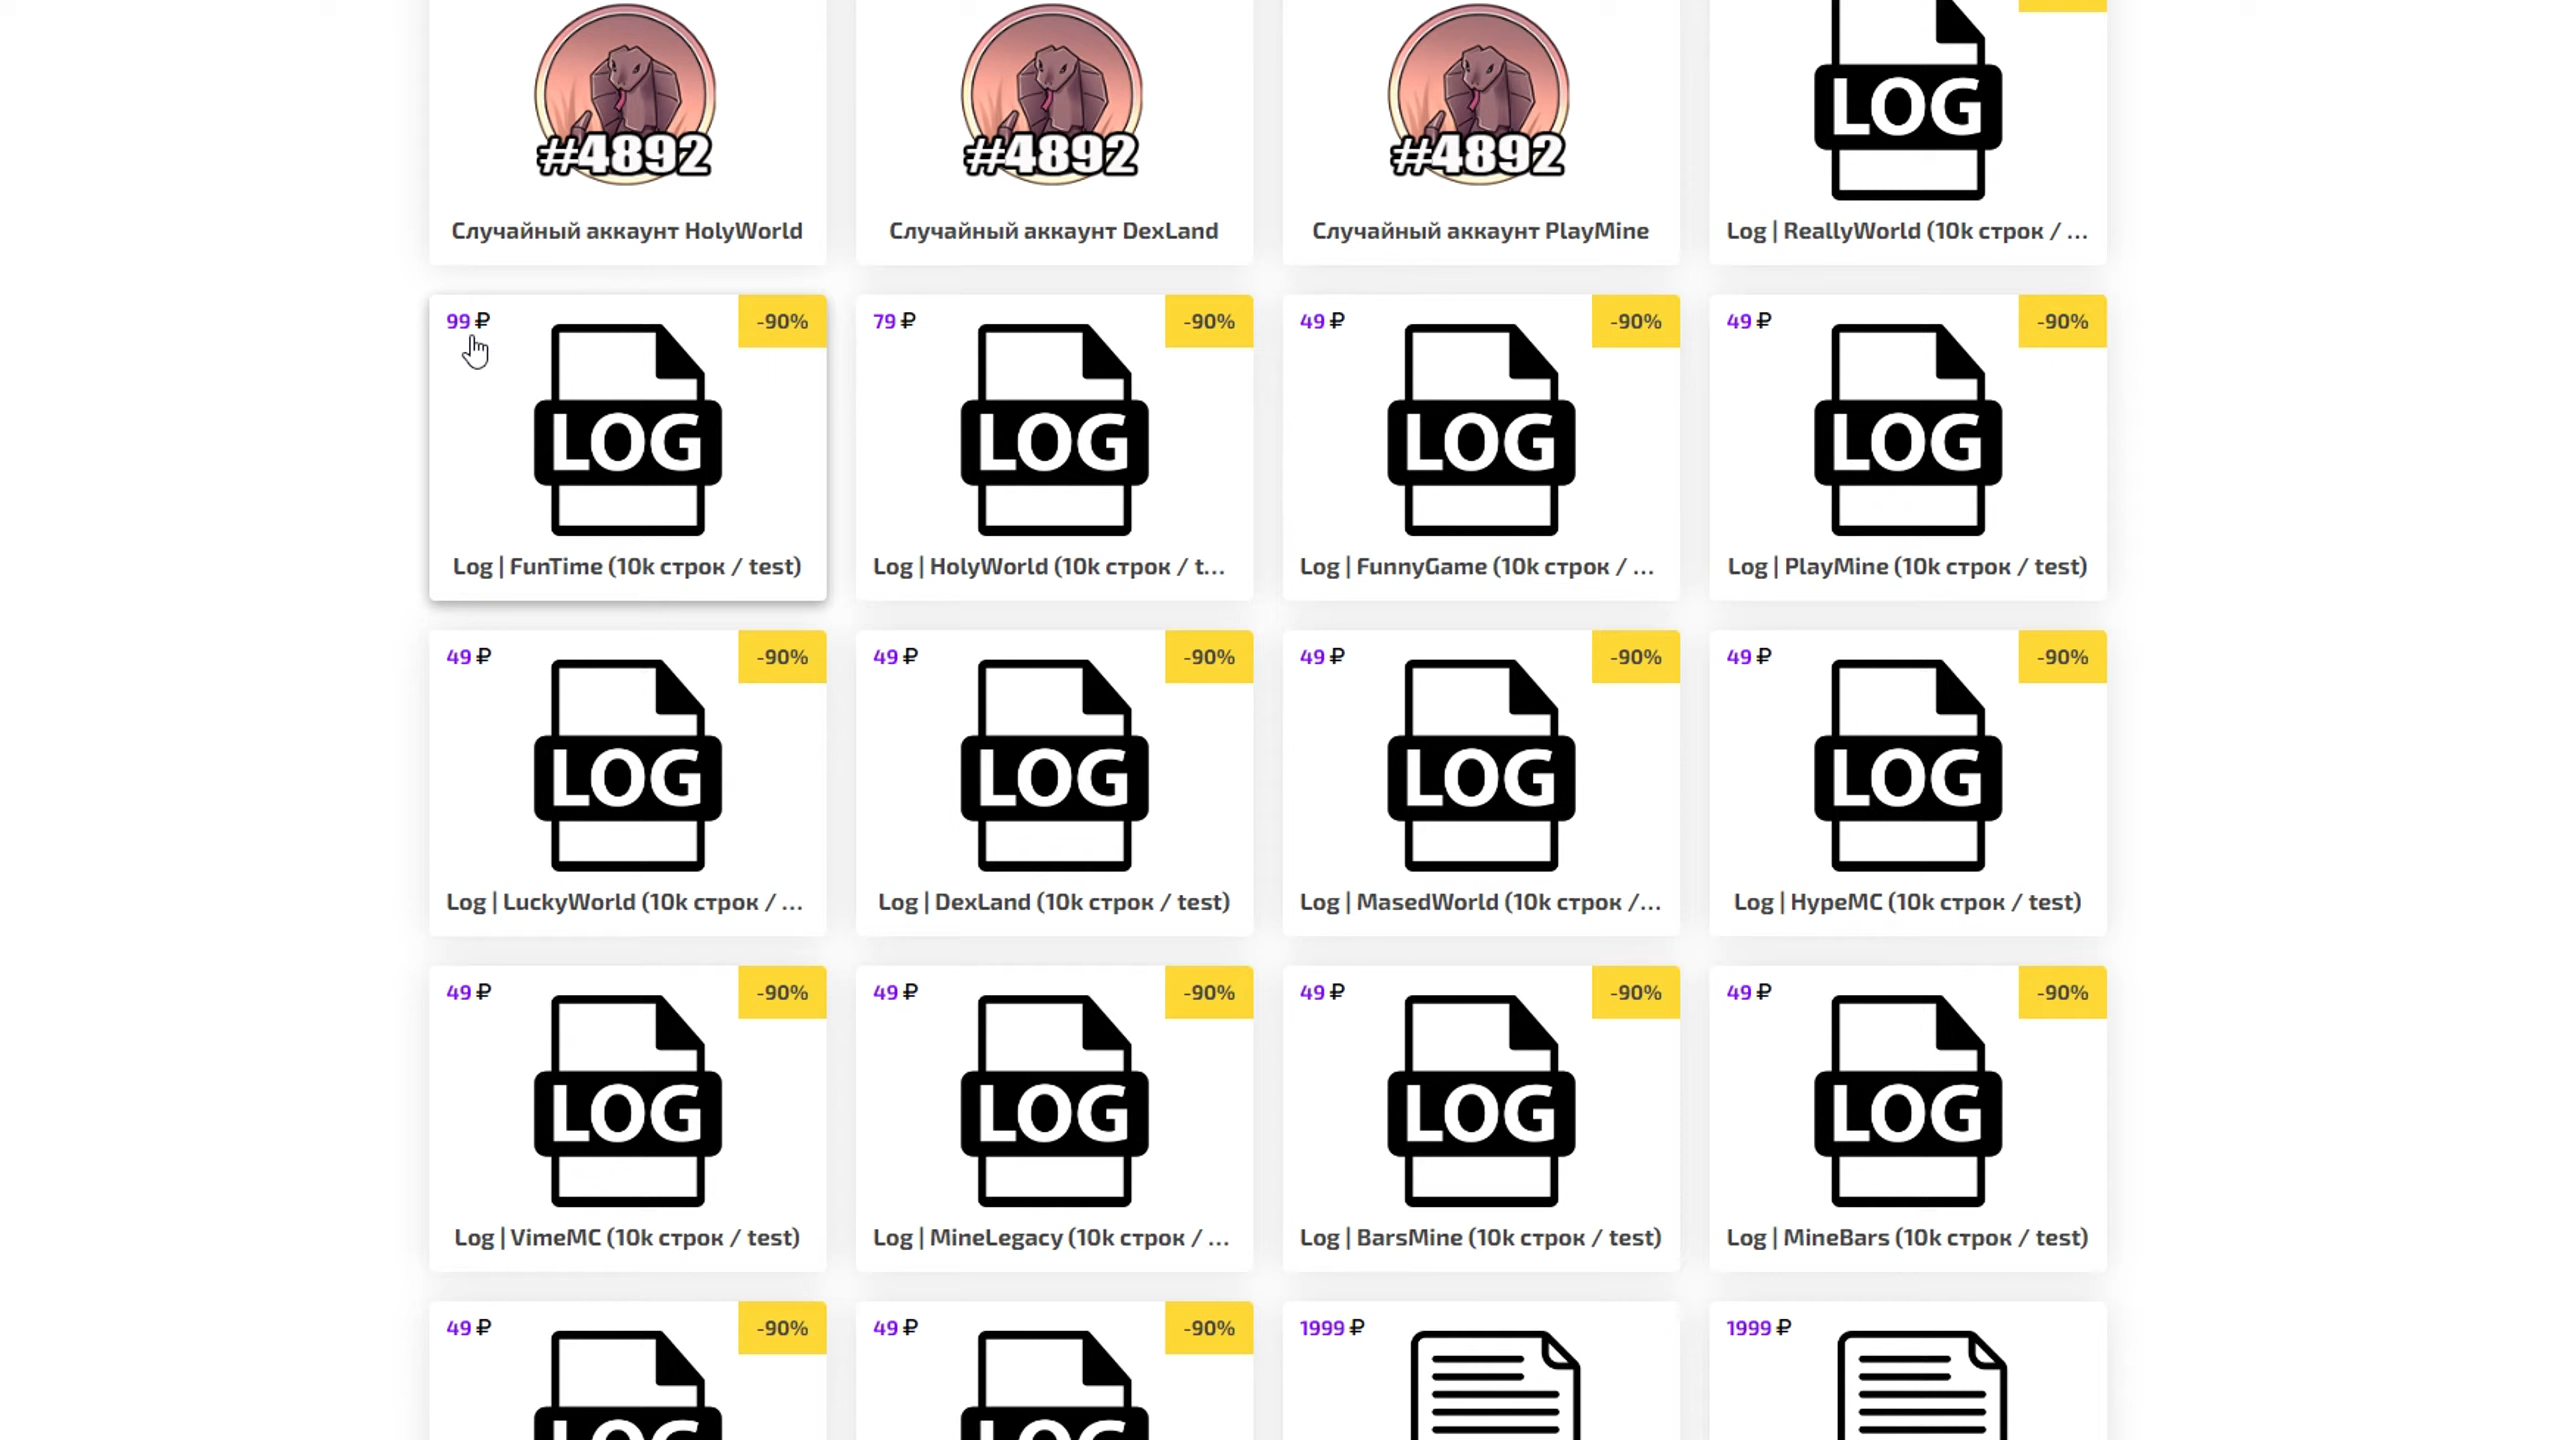 #4892
#4892
#4892
LOG
Случайный аккаунт HolyWorld
Случайный аккаунт DexLand
Случайный аккаунт PlayMine
Log | ReallyWorld (10k строк / ...
99 ₽
-90%
LOG
Log | FunTime (10k строк / test)
79 ₽
-90%
LOG
Log | HolyWorld (10k строк / t...
49 ₽
-90%
LOG
Log | FunnyGame (10k строк / ...
49 ₽
-90%
LOG
Log | PlayMine (10k строк / test)
49 ₽
-90%
LOG
Log | LuckyWorld (10k строк / ...
49 ₽
-90%
LOG
Log | DexLand (10k строк / test)
49 ₽
-90%
LOG
Log | MasedWorld (10k строк /...
49 ₽
-90%
LOG
Log | HypeMC (10k строк / test)
49 ₽
-90%
LOG
Log | VimeMC (10k строк / test)
49 ₽
-90%
LOG
Log | MineLegacy (10k строк / ...
49 ₽
-90%
LOG
Log | BarsMine (10k строк / test)
49 ₽
-90%
LOG
Log | MineBars (10k строк / test)
49 ₽
-90%
LOG
49 ₽
-90%
LOG
1999 ₽
1999 ₽